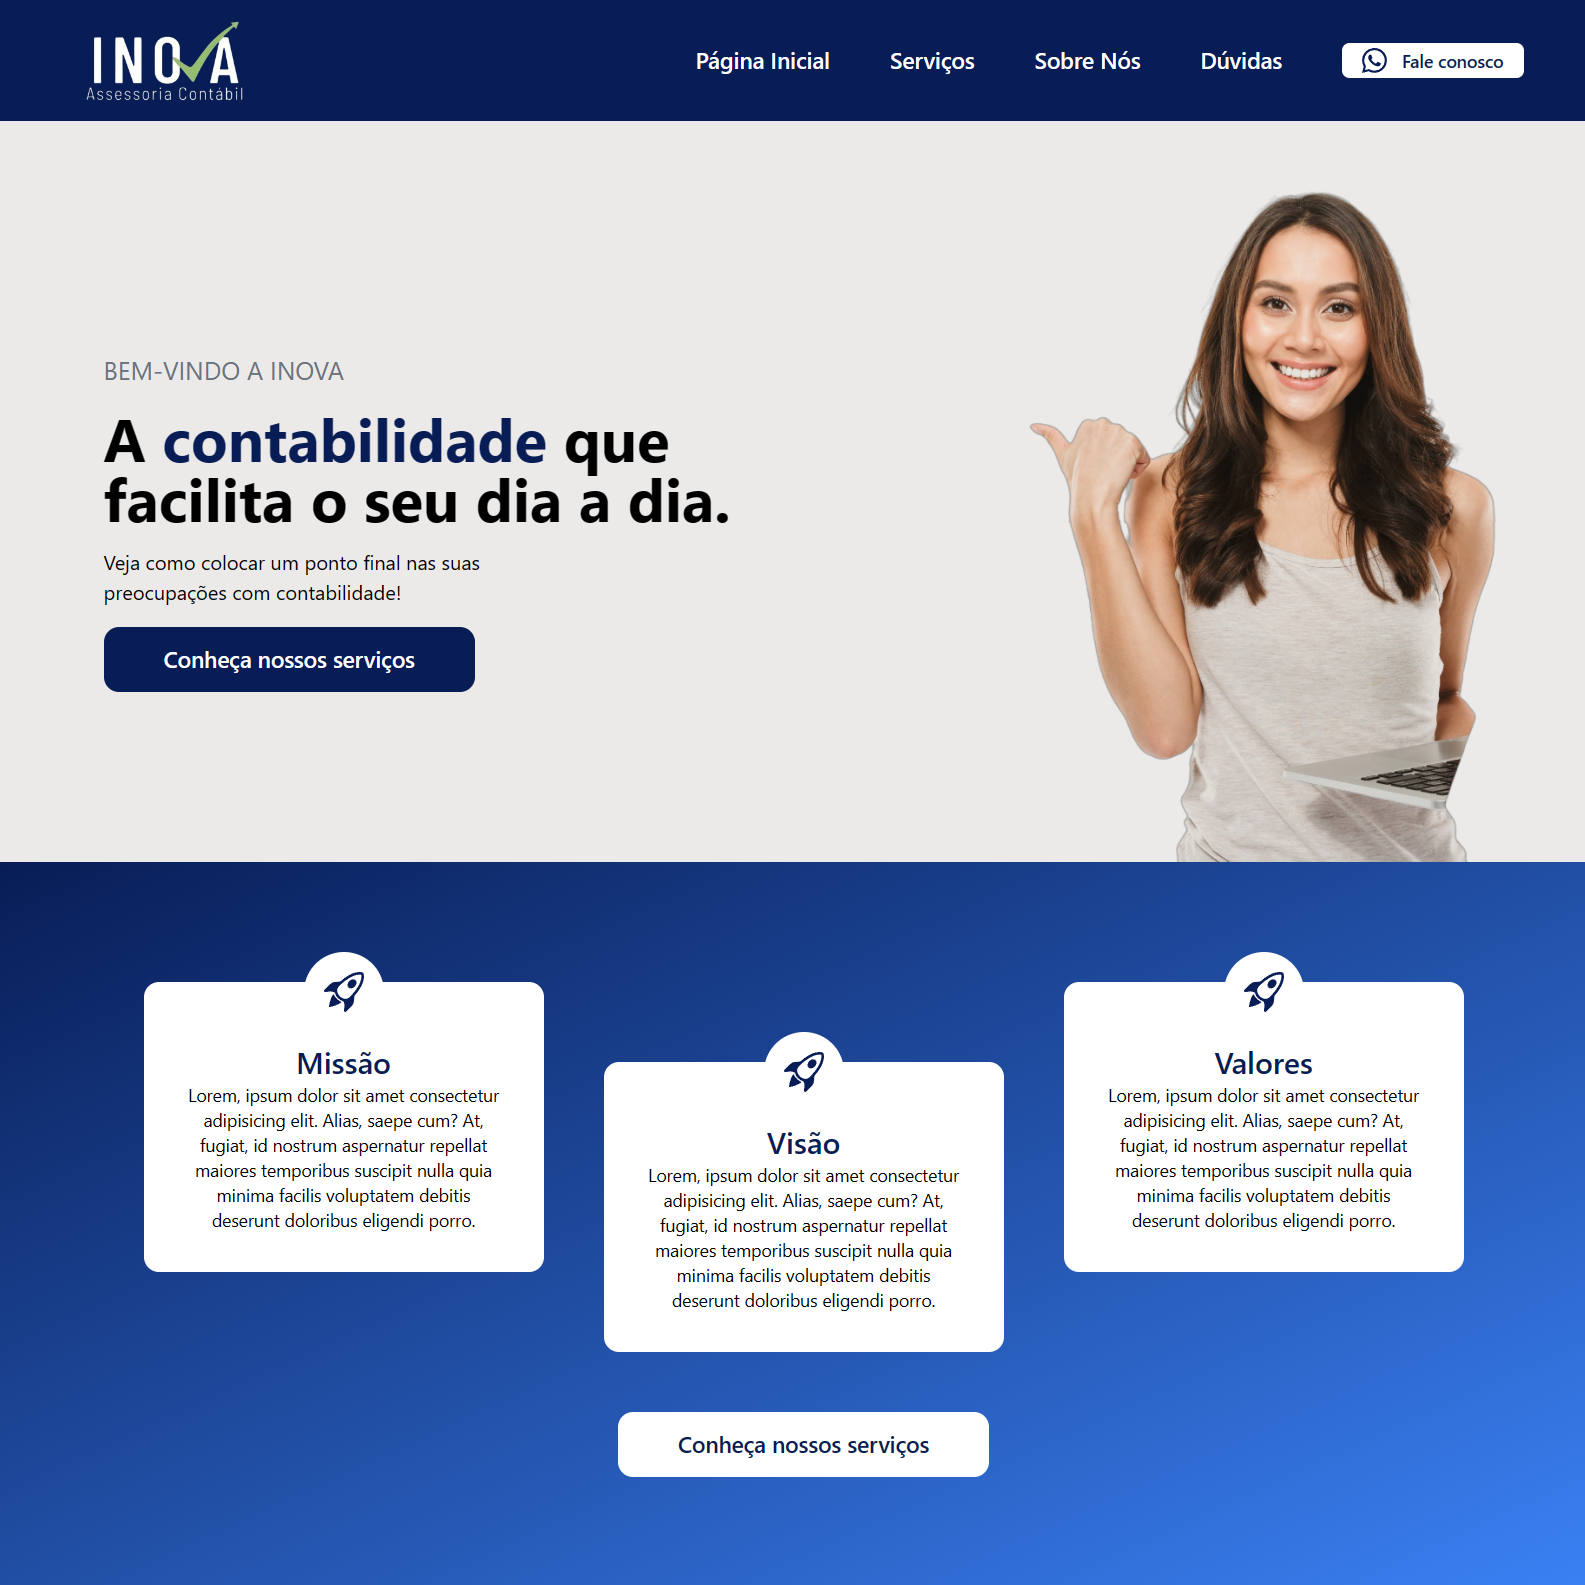 INOVA
Assessoria Contábil
Página Inicial
Serviços
Sobre Nós
Dúvidas
Fale conosco
BEM-VINDO A INOVA
A contabilidade que
facilita o seu dia a dia.
Veja como colocar um ponto final nas suas
preocupações com contabilidade!
Conheça nossos serviços
Missão
Lorem, ipsum dolor sit amet consectetur
adipisicing elit. Alias, saepe cum? At,
fugiat, id nostrum aspernatur repellat
maiores temporibus suscipit nulla quia
minima facilis voluptatem debitis
deserunt doloribus eligendi porro.
Visão
Lorem, ipsum dolor sit amet consectetur
adipisicing elit. Alias, saepe cum? At,
fugiat, id nostrum aspernatur repellat
maiores temporibus suscipit nulla quia
minima facilis voluptatem debitis
deserunt doloribus eligendi porro.
Valores
Lorem, ipsum dolor sit amet consectetur
adipisicing elit. Alias, saepe cum? At,
fugiat, id nostrum aspernatur repellat
maiores temporibus suscipit nulla quia
minima facilis voluptatem debitis
deserunt doloribus eligendi porro.
Conheça nossos serviços